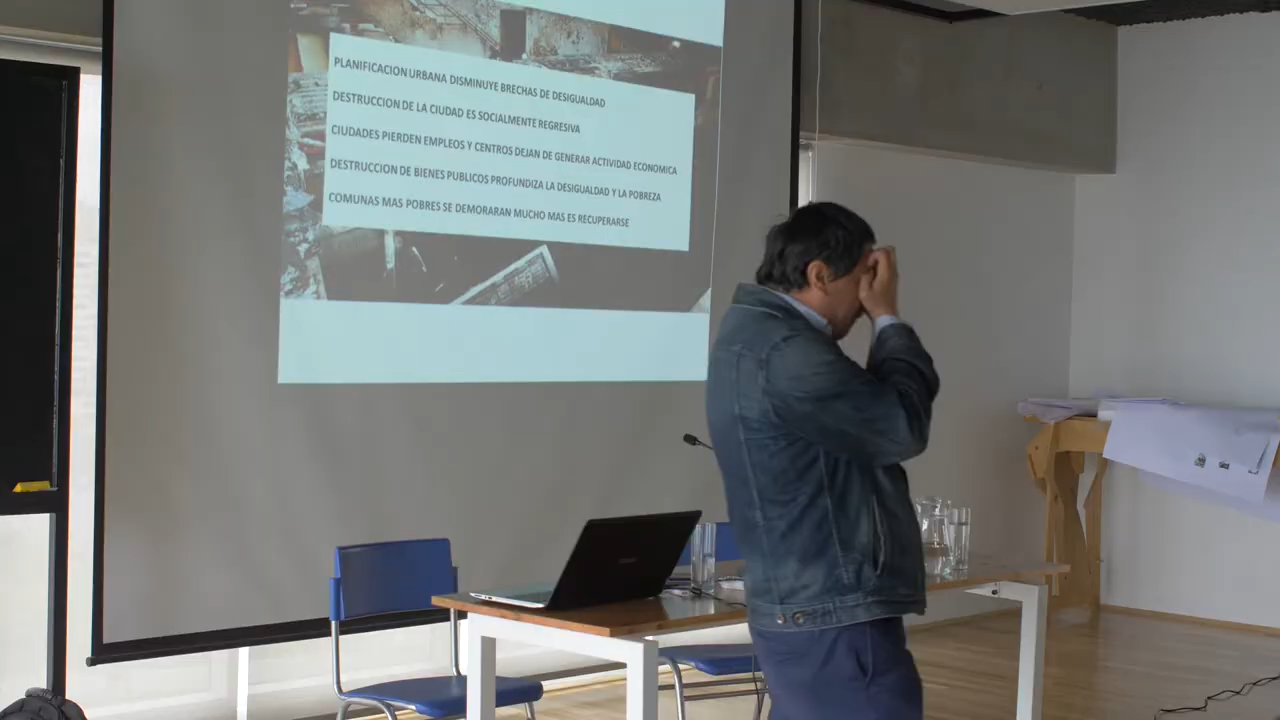 PLANIFICACION URBANA DISMINUYE BRECHAS DE DESIGUALDAD
DESTRUCCION DE LA CIUDAD ES SOCIALMENTE REGRESIVA
CIUDADES PIERDEN EMPLEOS Y CENTROS DEJAN DE GENERAR ACTIVIDAD ECONOMICA
DESTRUCCION DE BIENES PUBLICOS PROFUNDIZA LA DESIGUALDAD Y LA POBREZA
COMUNAS MAS POBRES SE DEMORARAN MUCHO MAS ES RECUPERARSE